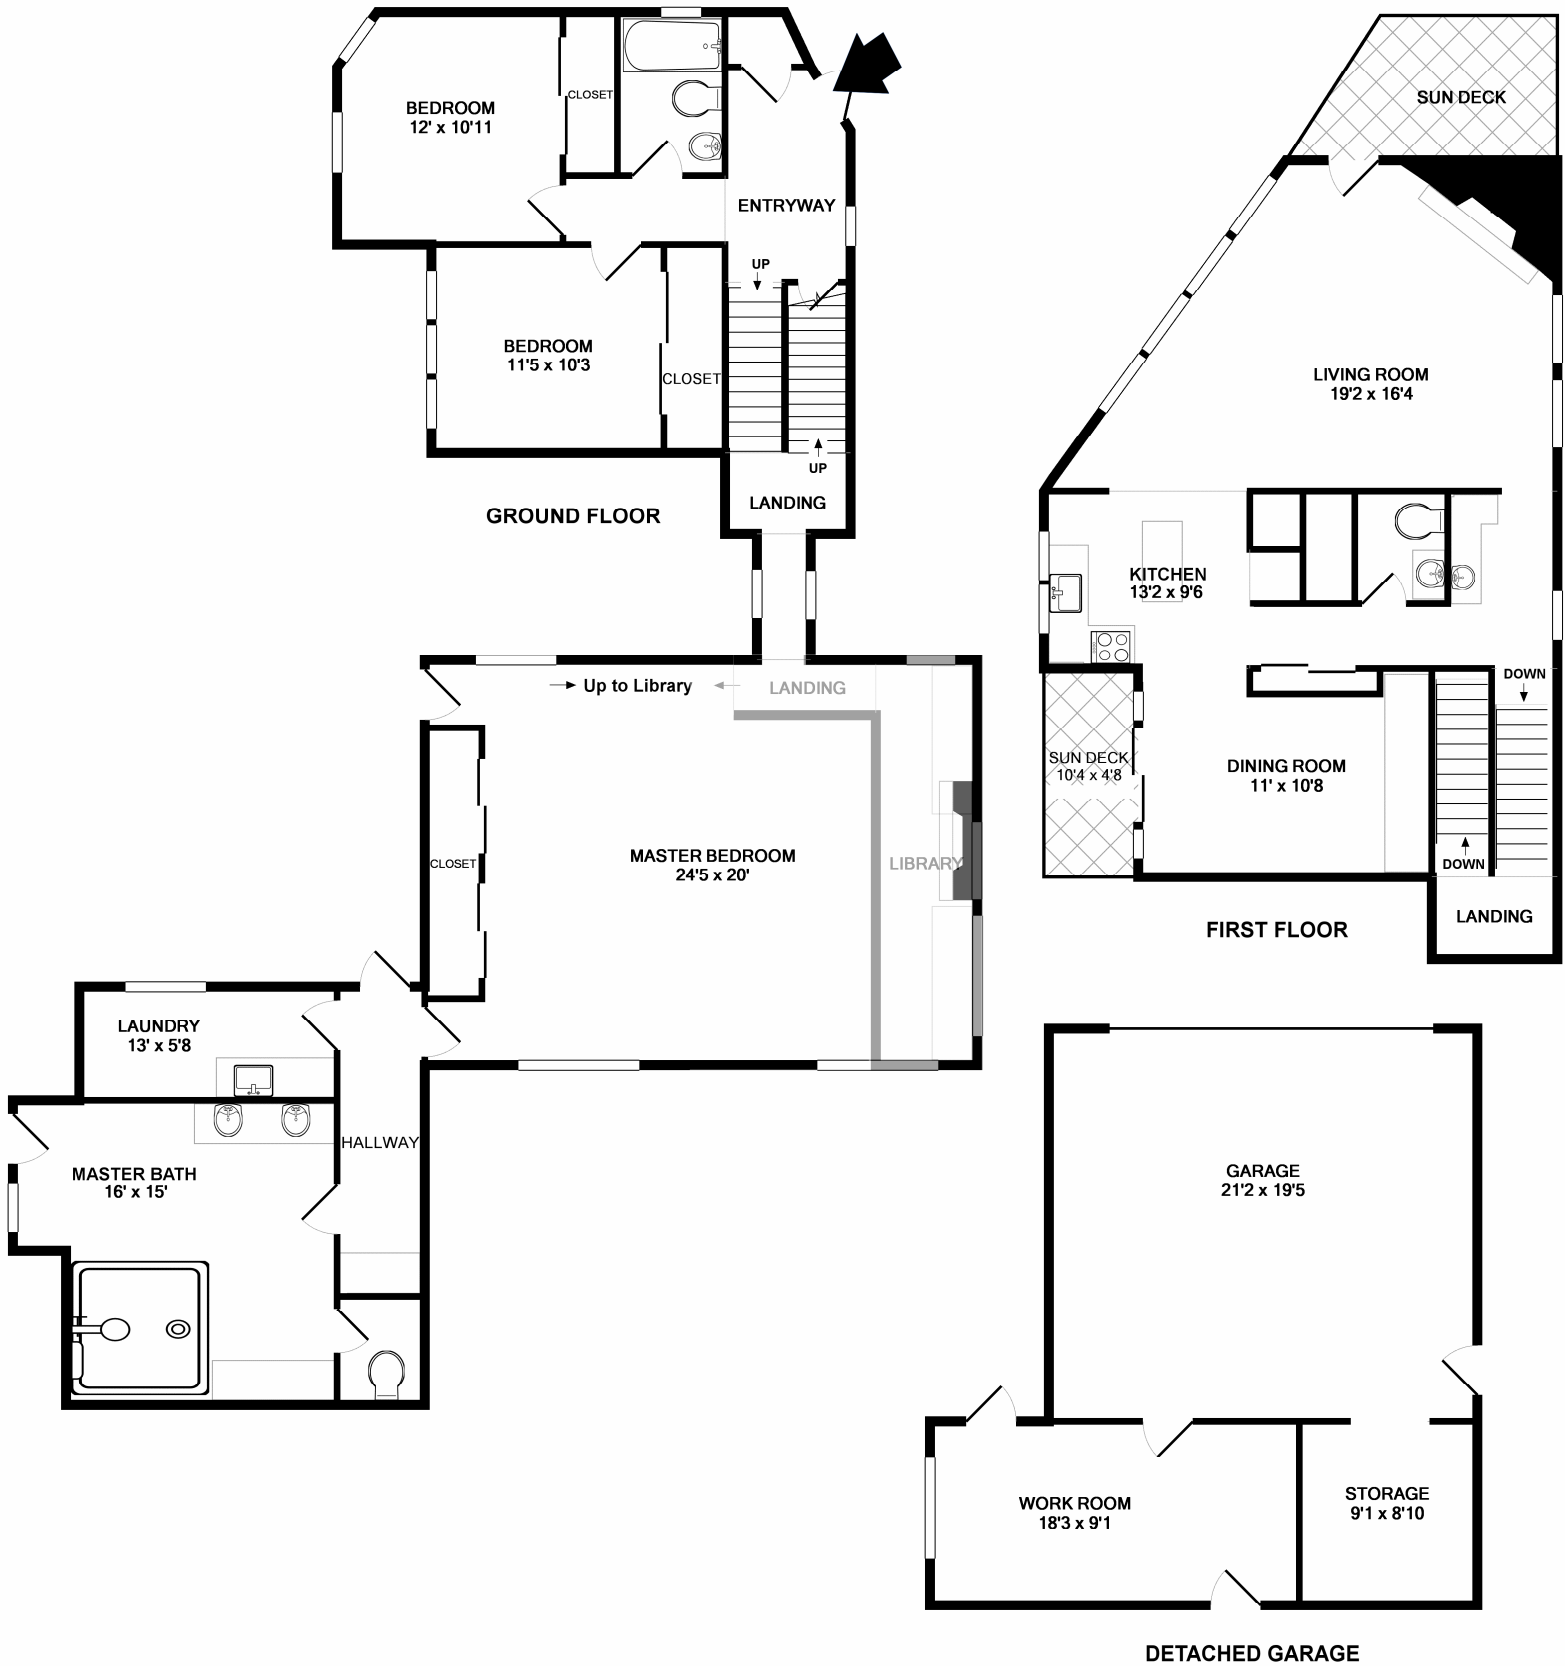 BEDROOM
12' x 10'11
CLOSET
ENTRYWAY
UP
BEDROOM
11'5 x 10'3
CLOSET
UP
LANDING
GROUND FLOOR
Up to Library
LANDING
CLOSET
MASTER BEDROOM
24'5 x 20'
LIBRARY
LAUNDRY
13' x 5'8
HALLWAY
MASTER BATH
16' x 15'
SUN DECK
LIVING ROOM
19'2 x 16'4
KITCHEN
13'2 x 9'6
DOWN
SUN DECK
10'4 x 4'8
DINING ROOM
11' x 10'8
DOWN
LANDING
FIRST FLOOR
GARAGE
21'2 x 19'5
WORK ROOM
18'3 x 9'1
STORAGE
9'1 x 8'10
DETACHED GARAGE